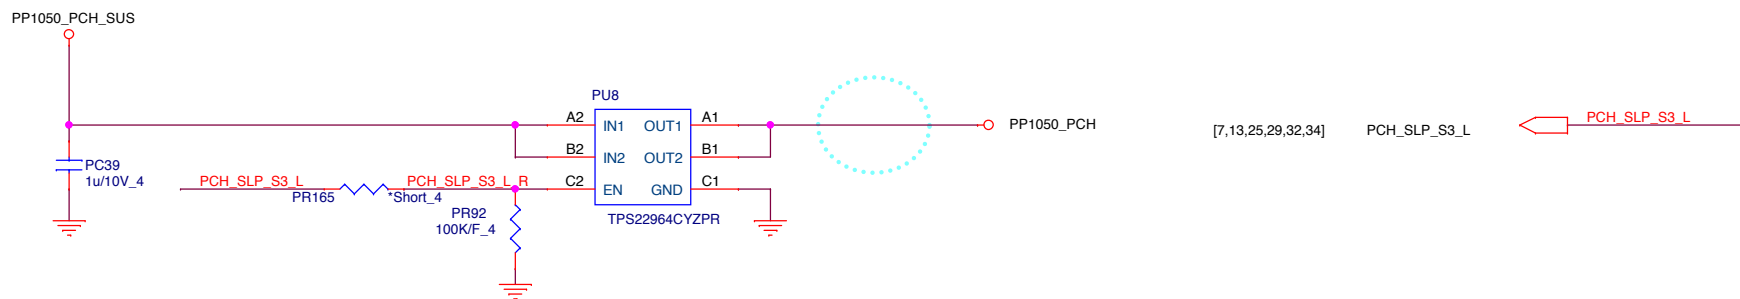 PP1050_PCH_SUS
PU8
A2 IN1 OUT1 A1
PP1050_PCH
[7,13,25,29,32,34] PCH_SLP_S3_L
PCH_SLP_S3_L
B2 IN2 OUT2 B1
PC39
1u/10V_4
PCH_SLP_S3_L
PR165
*Short_4
PCH_SLP_S3_L_R
C2 EN GND C1
PR92
100K/F_4
TPS22964CYZPR